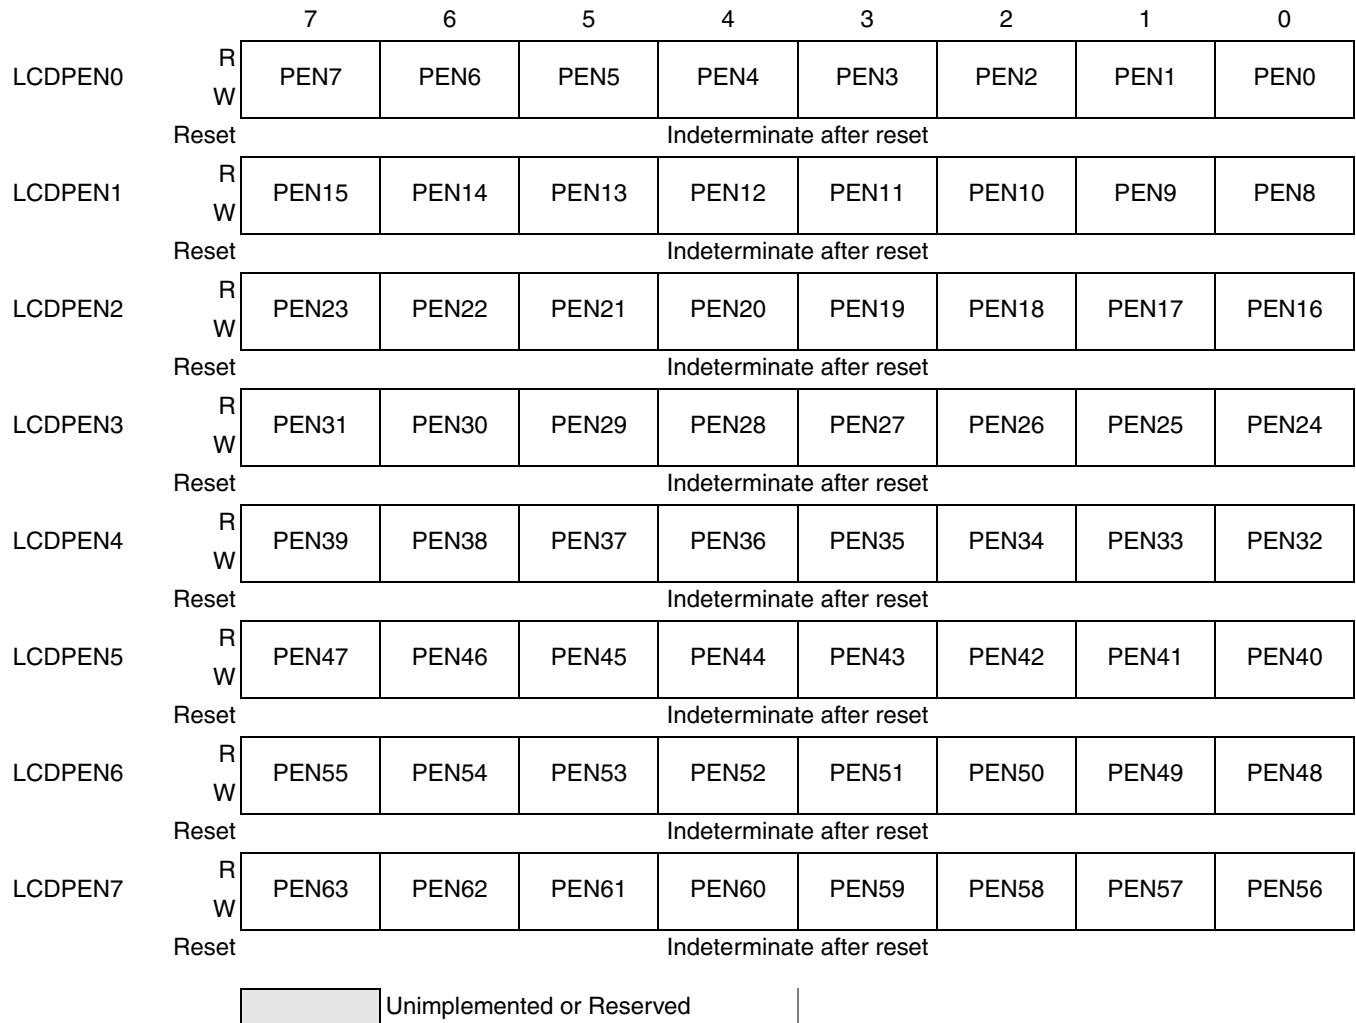 7 6 5 4 3 2 1 0
LCDPEN0 R W PEN7 PEN6 PEN5 PEN4 PEN3 PEN2 PEN1 PEN0
Reset Indeterminate after reset
LCDPEN1 R W PEN15 PEN14 PEN13 PEN12 PEN11 PEN10 PEN9 PEN8
Reset Indeterminate after reset
LCDPEN2 R W PEN23 PEN22 PEN21 PEN20 PEN19 PEN18 PEN17 PEN16
Reset Indeterminate after reset
LCDPEN3 R W PEN31 PEN30 PEN29 PEN28 PEN27 PEN26 PEN25 PEN24
Reset Indeterminate after reset
LCDPEN4 R W PEN39 PEN38 PEN37 PEN36 PEN35 PEN34 PEN33 PEN32
Reset Indeterminate after reset
LCDPEN5 R W PEN47 PEN46 PEN45 PEN44 PEN43 PEN42 PEN41 PEN40
Reset Indeterminate after reset
LCDPEN6 R W PEN55 PEN54 PEN53 PEN52 PEN51 PEN50 PEN49 PEN48
Reset Indeterminate after reset
LCDPEN7 R W PEN63 PEN62 PEN61 PEN60 PEN59 PEN58 PEN57 PEN56
Reset Indeterminate after reset
Unimplemented or Reserved